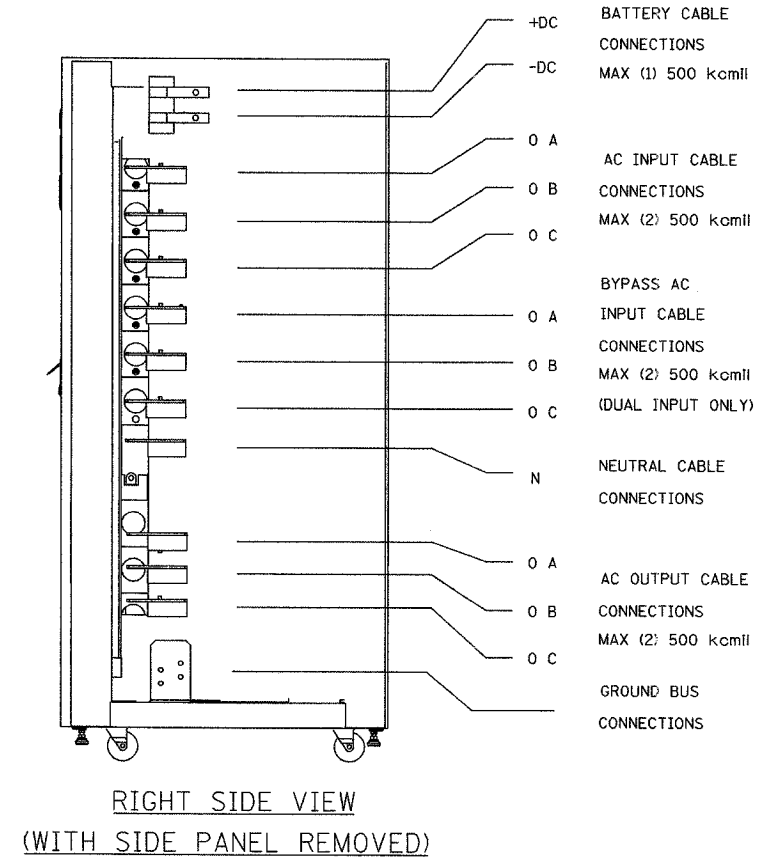 +DC
-DC
BATTERY CABLE
CONNECTIONS
MAX (1) 500 kcmil
O A
O B
O C
AC INPUT CABLE
CONNECTIONS
MAX (2) 500 kcmil
O A
O B
O C
BYPASS AC
INPUT CABLE
CONNECTIONS
MAX (2) 500 kcmil
(DUAL INPUT ONLY)
N
NEUTRAL CABLE
CONNECTIONS
O A
O B
O C
AC OUTPUT CABLE
CONNECTIONS
MAX (2) 500 kcmil
GROUND BUS
CONNECTIONS
RIGHT SIDE VIEW
(WITH SIDE PANEL REMOVED)